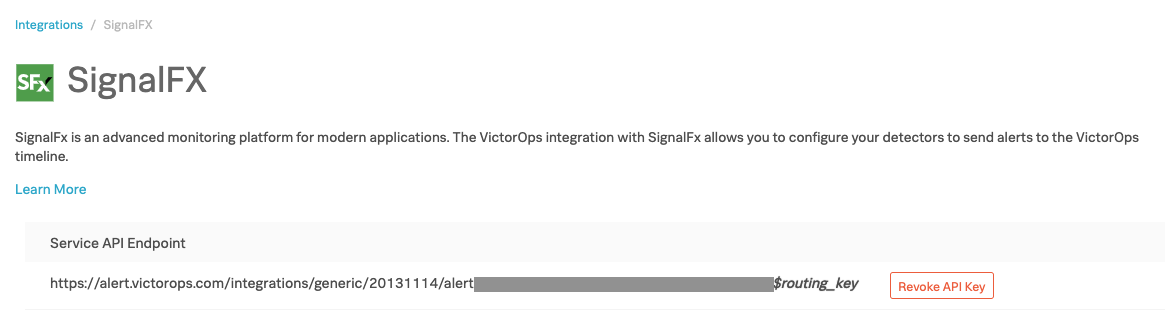 Integrations / SignalFX
SFx SignalFX
SignalFx is an advanced monitoring platform for modern applications. The VictorOps integration with SignalFx allows you to configure your detectors to send alerts to the VictorOps
timeline.
Learn More
Service API Endpoint
https://alert.victorops.com/integrations/generic/20131114/alert $routing_key Revoke API Key